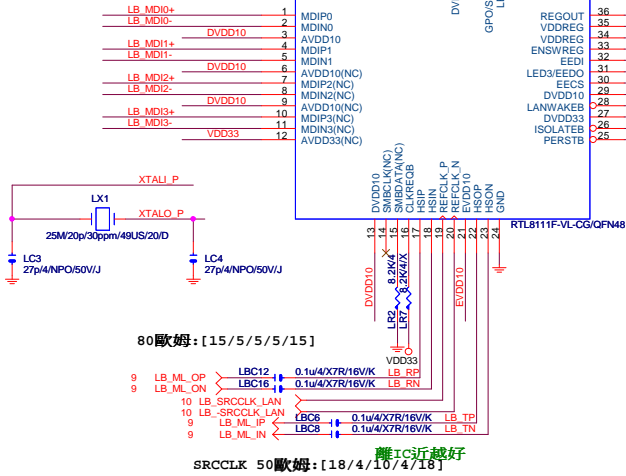 LB_MDI0+
LB_MDI0-
DVDD10
LB_MDI1+
LB_MDI1-
DVDD10
LB_MDI2+
LB_MDI2-
DVDD10
LB_MDI3+
LB_MDI3-
VDD33
1 MDIP0
2 MDIN0
3 AVDD10
4 MDIP1
5 MDIN1
6 AVDD10(NC)
7 MDIP2(NC)
8 MDIN2(NC)
9 AVDD10(NC)
10 MDIP3(NC)
11 MDIN3(NC)
12 AVDD33(NC)
DV
GPO/S
REGOUT 36
VDDREG 35
VDDREG 34
ENSWREG 33
EEDI 32
LED3/EEDO 31
EECS 30
DVDD10 29
LANWAKEB 28
DVDD33 27
ISOLATEB 26
PERSTB 25
DVDD10 13
SMBCLK(NC) 14
SMBDATA(NC) 15
CLKREQB 16
HSIP 17
HSIN 18
REFCLK_P 19
REFCLK_N 20
EVDD10 21
HSOP 22
HSON 23
GND 24
RTL8111F-VL-CG/QFN48
XTALI_P
LX1
XTALO_P
25M/20p/30ppm/49US/20/D
LC3
27p/4/NPO/50V/J
LC4
27p/4/NPO/50V/J
DVDD10
LR2 8.2K/4
LR7 8.2K/4/X
EVDD10
VDD33
80歐姆:[15/5/5/5/15]
9 LB_ML_OP LBC12 0.1u/4/X7R/16V/K LB_RP
9 LB_ML_ON LBC16 0.1u/4/X7R/16V/K LB_RN
10 LB_SRCCLK_LAN
10 LB_-SRCCLK_LAN
9 LB_ML_IP LBC6 0.1u/4/X7R/16V/K LB_TP
9 LB_ML_IN LBC8 0.1u/4/X7R/16V/K LB_TN
離IC近越好
SRCCLK 50歐姆:[18/4/10/4/18]